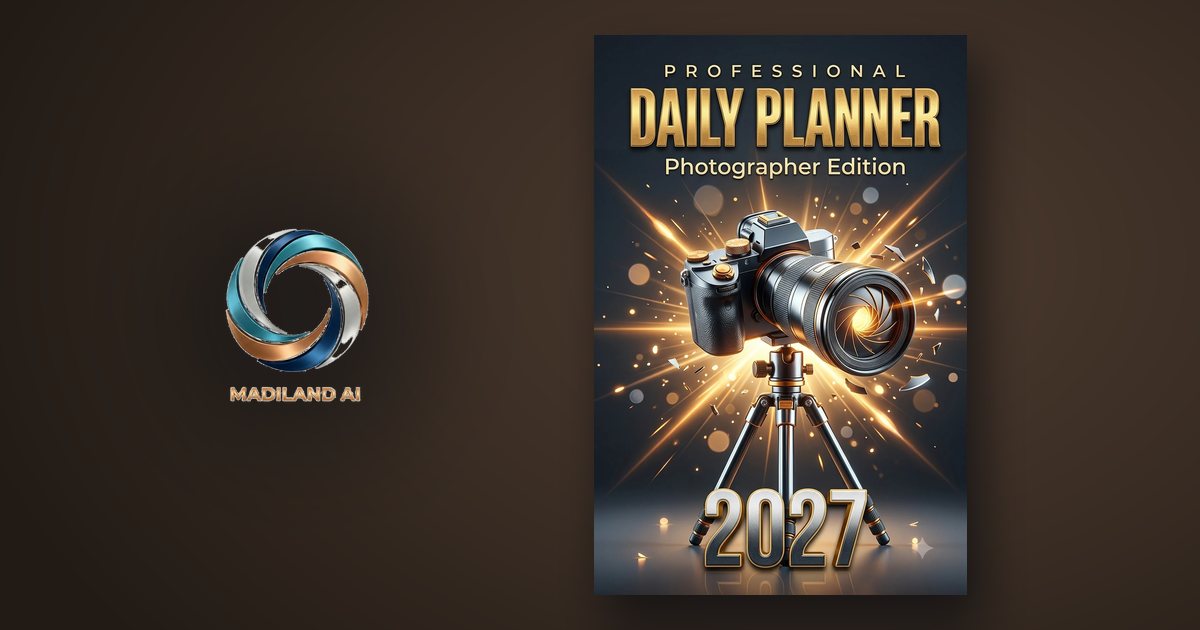 MADILAND AI
PROFESSIONAL
DAILY PLANNER
Photographer Edition
2027